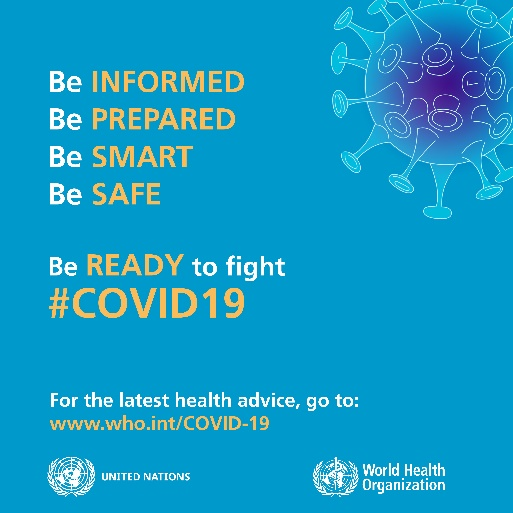 Be INFORMED
Be PREPARED
Be SMART
Be SAFE
Be READY to fight
#COVID19
For the latest health advice, go to:
www.who.int/COVID-19
UNITED NATIONS
World Health
Organization